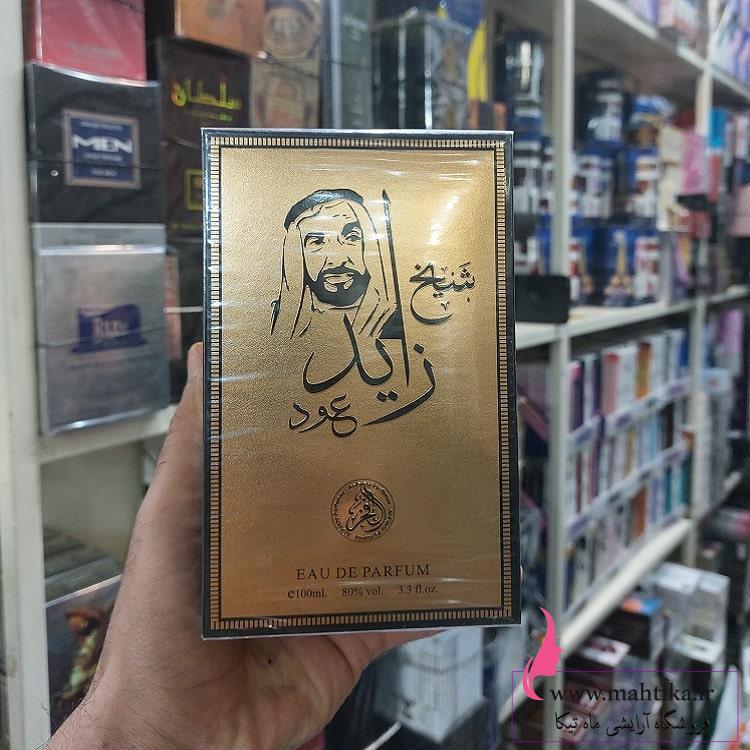 سلطان
MEN
BLUE
شيخ
زايد
عود
EAU DE PARFUM
e100ml. 80% vol. 3.3 fl.oz.
www.mahtika.ir
فروشگاه آرایشی ماه تیکا